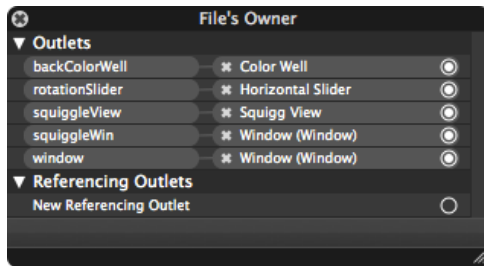 File's Owner
Outlets
backColorWell Color Well
rotationSlider Horizontal Slider
squiggleView Squigg View
squiggleWin Window (Window)
window Window (Window)
Referencing Outlets
New Referencing Outlet